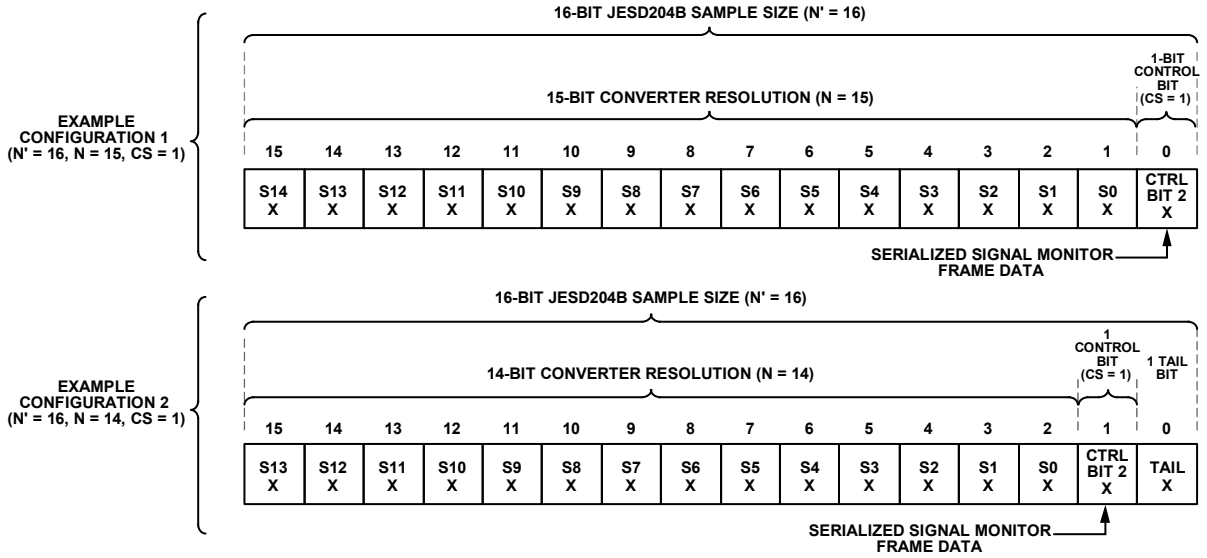 16-BIT JESD204B SAMPLE SIZE (N' = 16)
1-BIT
CONTROL
BIT
(CS = 1)
15-BIT CONVERTER RESOLUTION (N = 15)
EXAMPLE
CONFIGURATION 1
(N' = 16, N = 15, CS = 1)
15 14 13 12 11 10 9 8 7 6 5 4 3 2 1 0
S14 X S13 X S12 X S11 X S10 X S9 X S8 X S7 X S6 X S5 X S4 X S3 X S2 X S1 X S0 X CTRL BIT 2 X
SERIALIZED SIGNAL MONITOR
FRAME DATA
16-BIT JESD204B SAMPLE SIZE (N' = 16)
1
CONTROL
BIT
(CS = 1)
1 TAIL
BIT
14-BIT CONVERTER RESOLUTION (N = 14)
EXAMPLE
CONFIGURATION 2
(N' = 16, N = 14, CS = 1)
15 14 13 12 11 10 9 8 7 6 5 4 3 2 1 0
S13 X S12 X S11 X S10 X S9 X S8 X S7 X S6 X S5 X S4 X S3 X S2 X S1 X S0 X CTRL BIT 2 X TAIL X
SERIALIZED SIGNAL MONITOR
FRAME DATA